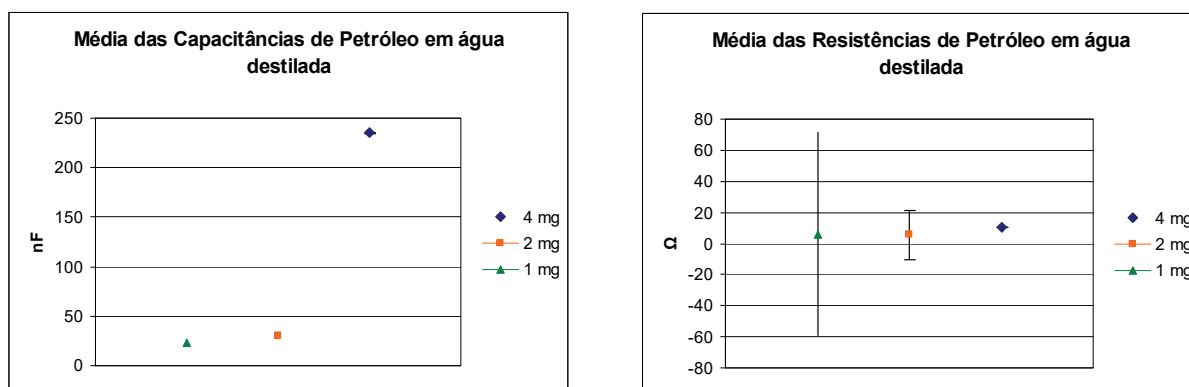 Média das Capacitâncias de Petróleo em água
destilada
250
200
150
100
50
0
nF
4 mg
2 mg
1 mg
Média das Resistências de Petróleo em água
destilada
80
60
40
20
0
-20
-40
-60
-80
Ω
4 mg
2 mg
1 mg